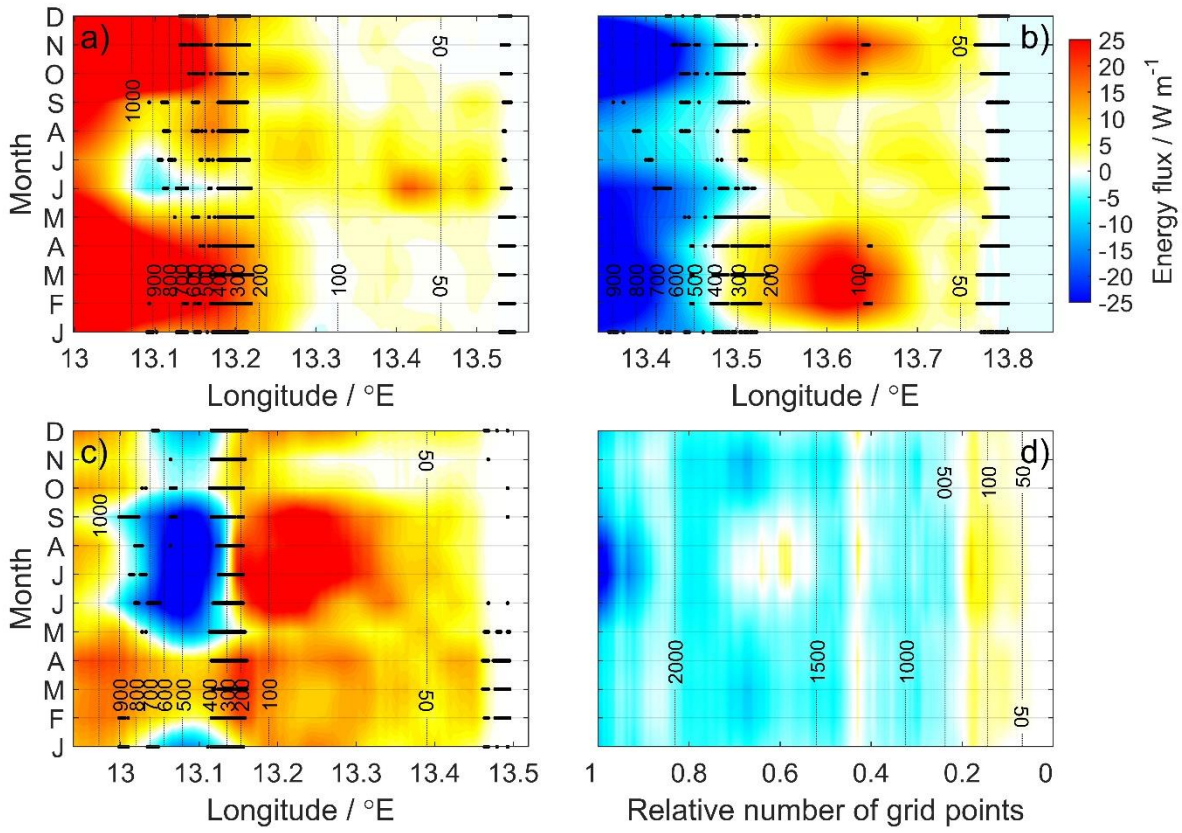 a)
D
N
O
S
A
J
J
M
A
M
F
J
Month
1000
900
800
700
600
500
400
300
200
100
50
50
13 13.1 13.2 13.3 13.4 13.5
Longitude / °E
b)
900
800
700
600
500
400
300
200
100
50
50
13.4 13.5 13.6 13.7 13.8
Longitude / °E
25
20
15
10
5
0
-5
-10
-15
-20
-25
Energy flux / W m⁻¹
c)
D
N
O
S
A
J
J
M
A
M
F
J
Month
1000
900
800
700
600
500
400
300
200
100
50
50
13 13.1 13.2 13.3 13.4 13.5
Longitude / °E
d)
2000
1500
1000
500
100
50
50
1 0.8 0.6 0.4 0.2 0
Relative number of grid points